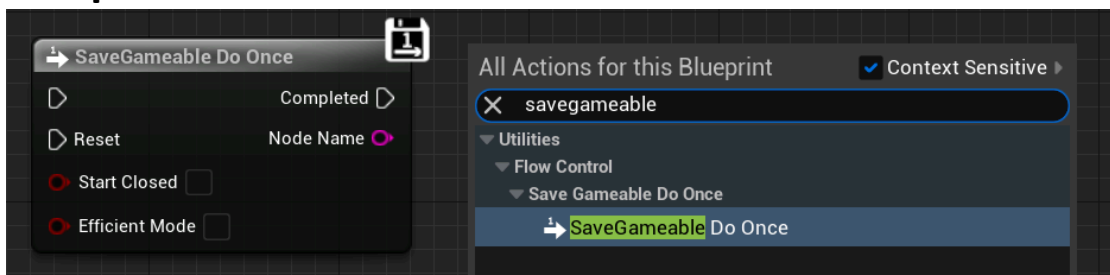 1
SaveGameable Do Once
Completed
Reset
Node Name
Start Closed
Efficient Mode
1
All Actions for this Blueprint
Context Sensitive
savegameable
Utilities
Flow Control
Save Gameable Do Once
1
SaveGameable Do Once